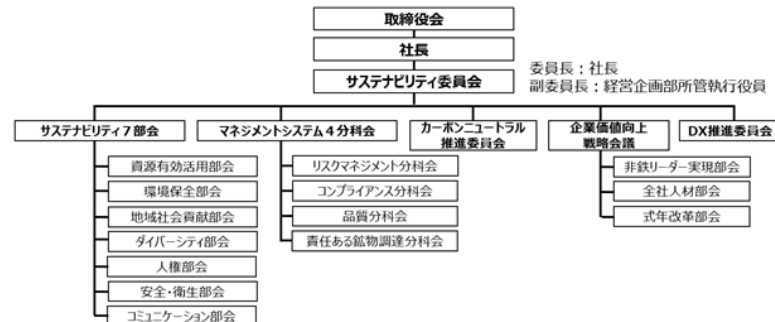 取締役会
社長
サステナビリティ委員会
委員長：社長
副委員長：経営企画部所管執行役員
サステナビリティ７部会
マネジメントシステム４分科会
カーボンニュートラル
推進委員会
企業価値向上
戦略会議
DX推進委員会
資源有効活用部会
環境保全部会
地域社会貢献部会
ダイバーシティ部会
人権部会
安全・衛生部会
コミュニケーション部会
リスクマネジメント分科会
コンプライアンス分科会
品質分科会
責任ある鉱物調達分科会
非鉄リーダー実現部会
全社人材部会
式年改革部会